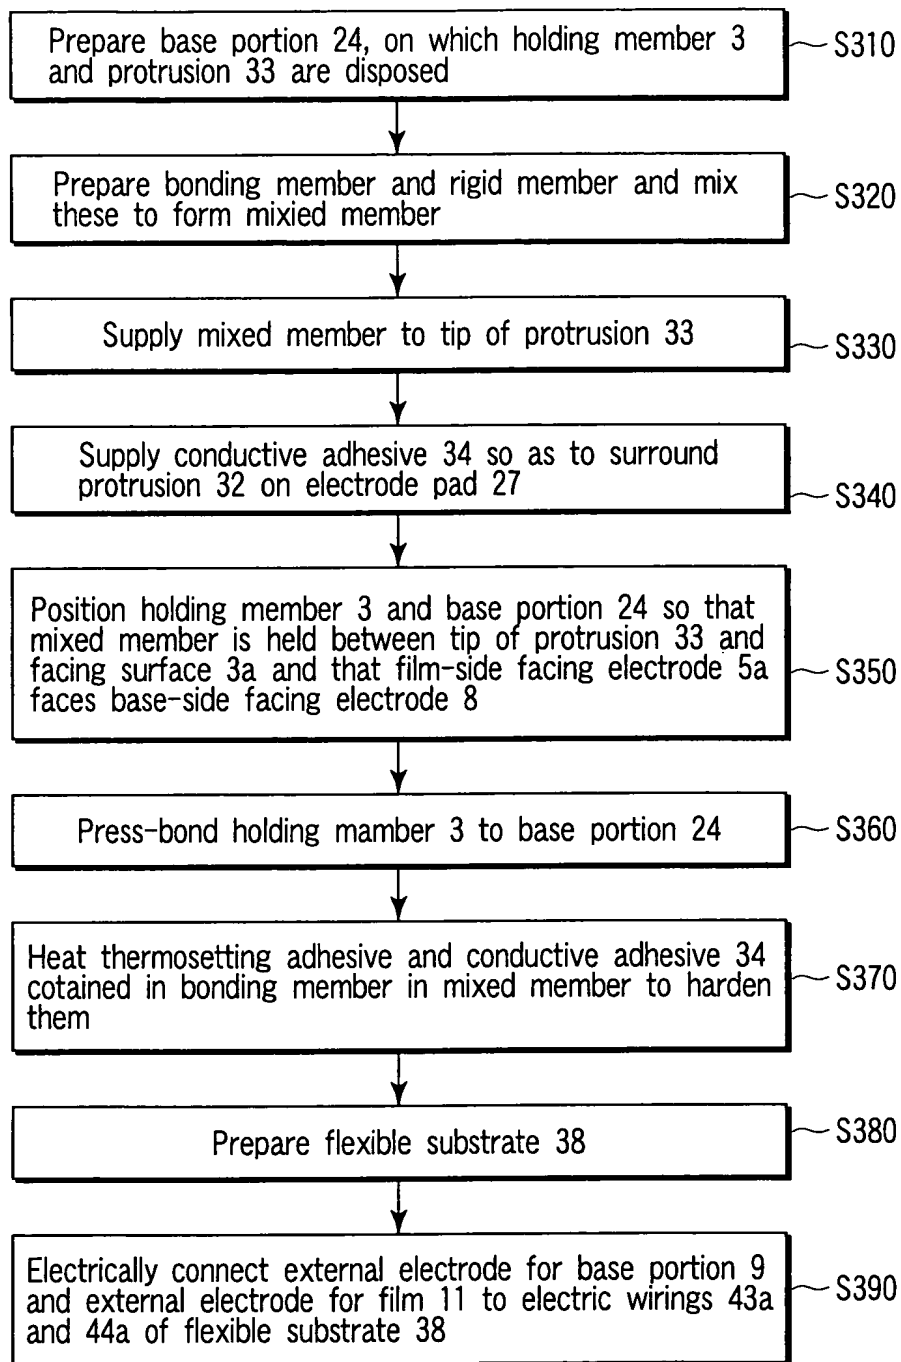 Prepare base portion 24, on which holding member 3
and protrusion 33 are disposed
S310
Prepare bonding member and rigid member and mix
these to form mixied member
S320
Supply mixed member to tip of protrusion 33
S330
Supply conductive adhesive 34 so as to surround
protrusion 32 on electrode pad 27
S340
Position holding member 3 and base portion 24 so that
mixed member is held between tip of protrusion 33 and
facing surface 3a and that film-side facing electrode 5a
faces base-side facing electrode 8
S350
Press-bond holding mamber 3 to base portion 24
S360
Heat thermosetting adhesive and conductive adhesive 34
cotained in bonding member in mixed member to harden
them
S370
Prepare flexible substrate 38
S380
Electrically connect external electrode for base portion 9
and external electrode for film 11 to electric wirings 43a
and 44a of flexible substrate 38
S390